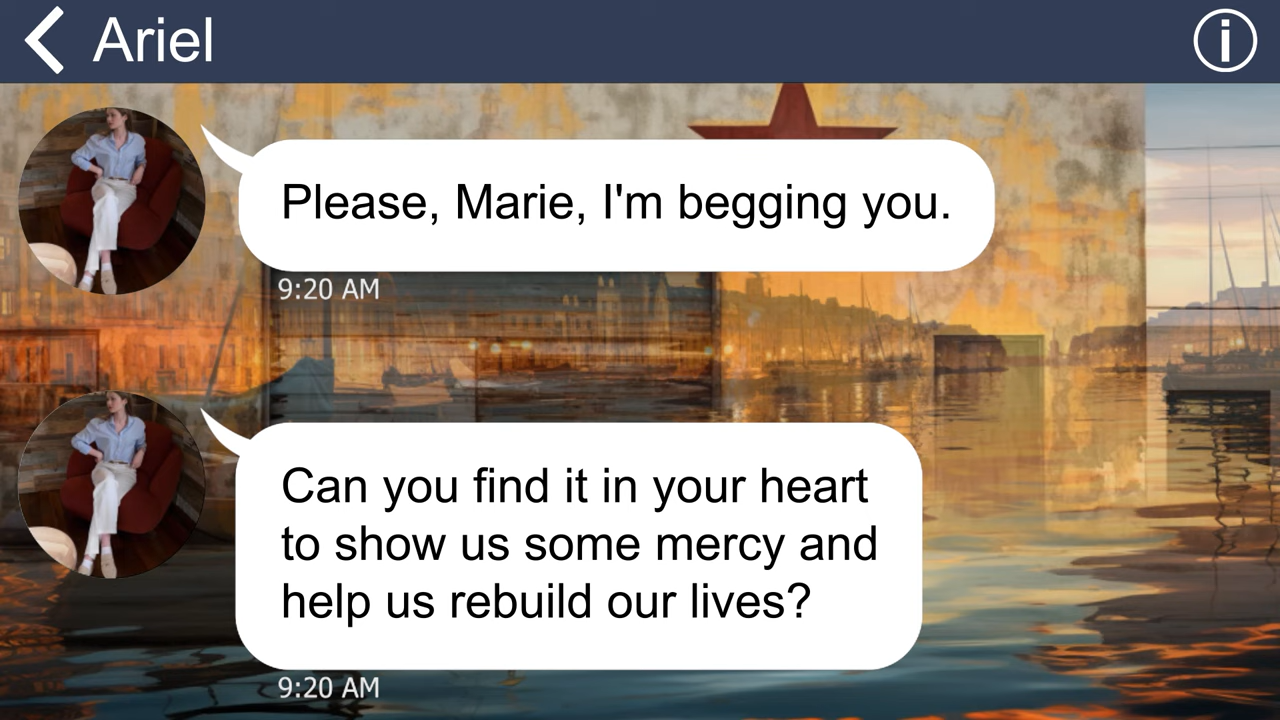 Ariel
Please, Marie, I'm begging you.
9:20 AM
Can you find it in your heart
to show us some mercy and
help us rebuild our lives?
9:20 AM